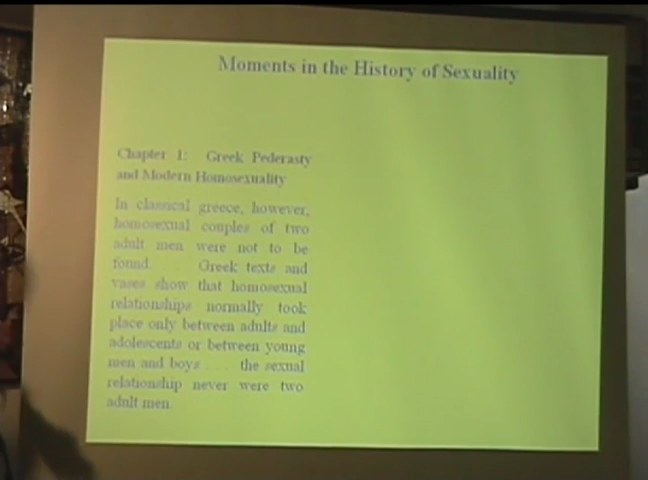 Moments in the History of Sexuality
Chapter 1: Greek Pederasty
and Modern Homosexuality
In classical greece, however,
homosexual couples of two
adult men were not to be
found. . . Greek texts and
vases show that homosexual
relationships normally took
place only between adults and
adolescents or between young
men and boys . . . the sexual
relationship never were two
adult men.